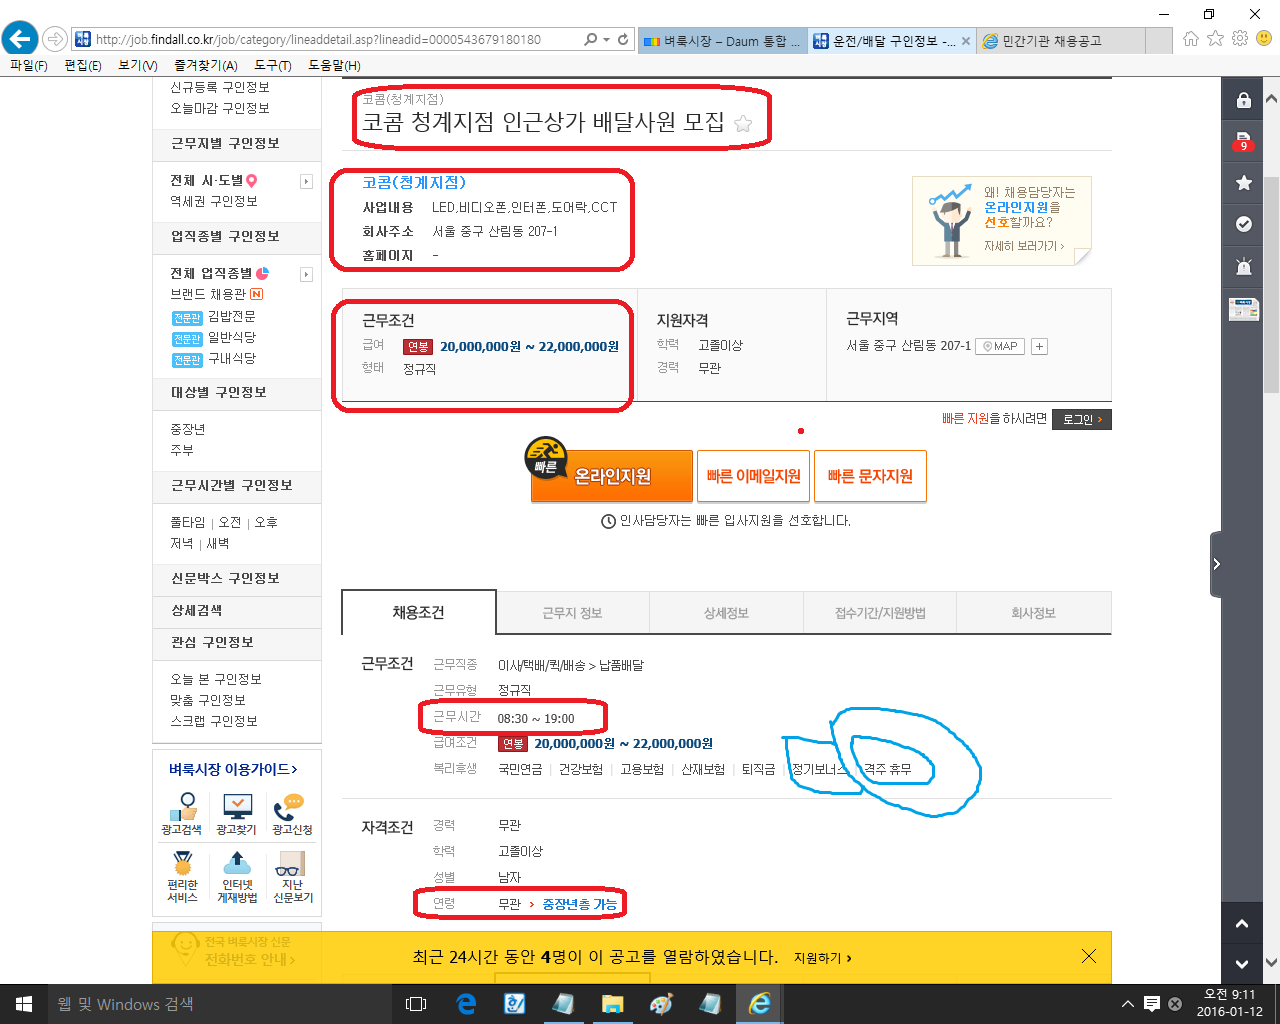 http://job.findall.co.kr/job/category/lineaddetail.asp?lineadid=0000543679180180
벼룩시장 – Daum 통합 ...
운전/배달 구인정보 -...
민간기관 채용공고
파일(F) 편집(E) 보기(V) 즐겨찾기(A) 도구(T) 도움말(H)
신규등록 구인정보
오늘마감 구인정보
근무지별 구인정보
전체 시·도별
역세권 구인정보
업직종별 구인정보
전체 업직종별
브랜드 채용관 N
전문관 김밥전문
전문관 일반식당
전문관 구내식당
대상별 구인정보
중장년
주부
근무시간별 구인정보
풀타임 | 오전 | 오후
저녁 | 새벽
신문박스 구인정보
상세검색
관심 구인정보
오늘 본 구인정보
맞춤 구인정보
스크랩 구인정보
벼룩시장 이용가이드>
광고검색 광고찾기 광고신청
편리한 서비스
인터넷 게재방법
지난 신문보기
전국 벼룩시장 신문
전화번호 안내>
코콤(청계지점)
코콤 청계지점 인근상가 배달사원 모집
코콤(청계지점)
사업내용 LED,비디오폰,인터폰,도어락,CCT
회사주소 서울 중구 산림동 207-1
홈페이지 -
왜! 채용담당자는
온라인지원을
선호할까요?
자세히 보러가기 >
근무조건
급여 연봉 20,000,000원 ~ 22,000,000원
형태 정규직
지원자격
학력 고졸이상
경력 무관
근무지역
서울 중구 산림동 207-1 MAP +
빠른 지원을 하시려면 로그인 >
빠른 온라인지원
빠른 이메일지원
빠른 문자지원
인사담당자는 빠른 입사지원을 선호합니다.
채용조건 근무지 정보 상세정보 접수기간/지원방법 회사정보
근무조건
근무직종 이사/택배/퀵/배송 > 납품배달
근무유형 정규직
근무시간 08:30 ~ 19:00
급여조건 연봉 20,000,000원 ~ 22,000,000원
복리후생 국민연금 | 건강보험 | 고용보험 | 산재보험 | 퇴직금 | 정기보너스 | 격주 휴무
자격조건
경력 무관
학력 고졸이상
성별 남자
연령 무관 > 중장년층 가능
최근 24시간 동안 4명이 이 공고를 열람하였습니다. 지원하기 >
9
웹 및 Windows 검색
오전 9:11
2016-01-12